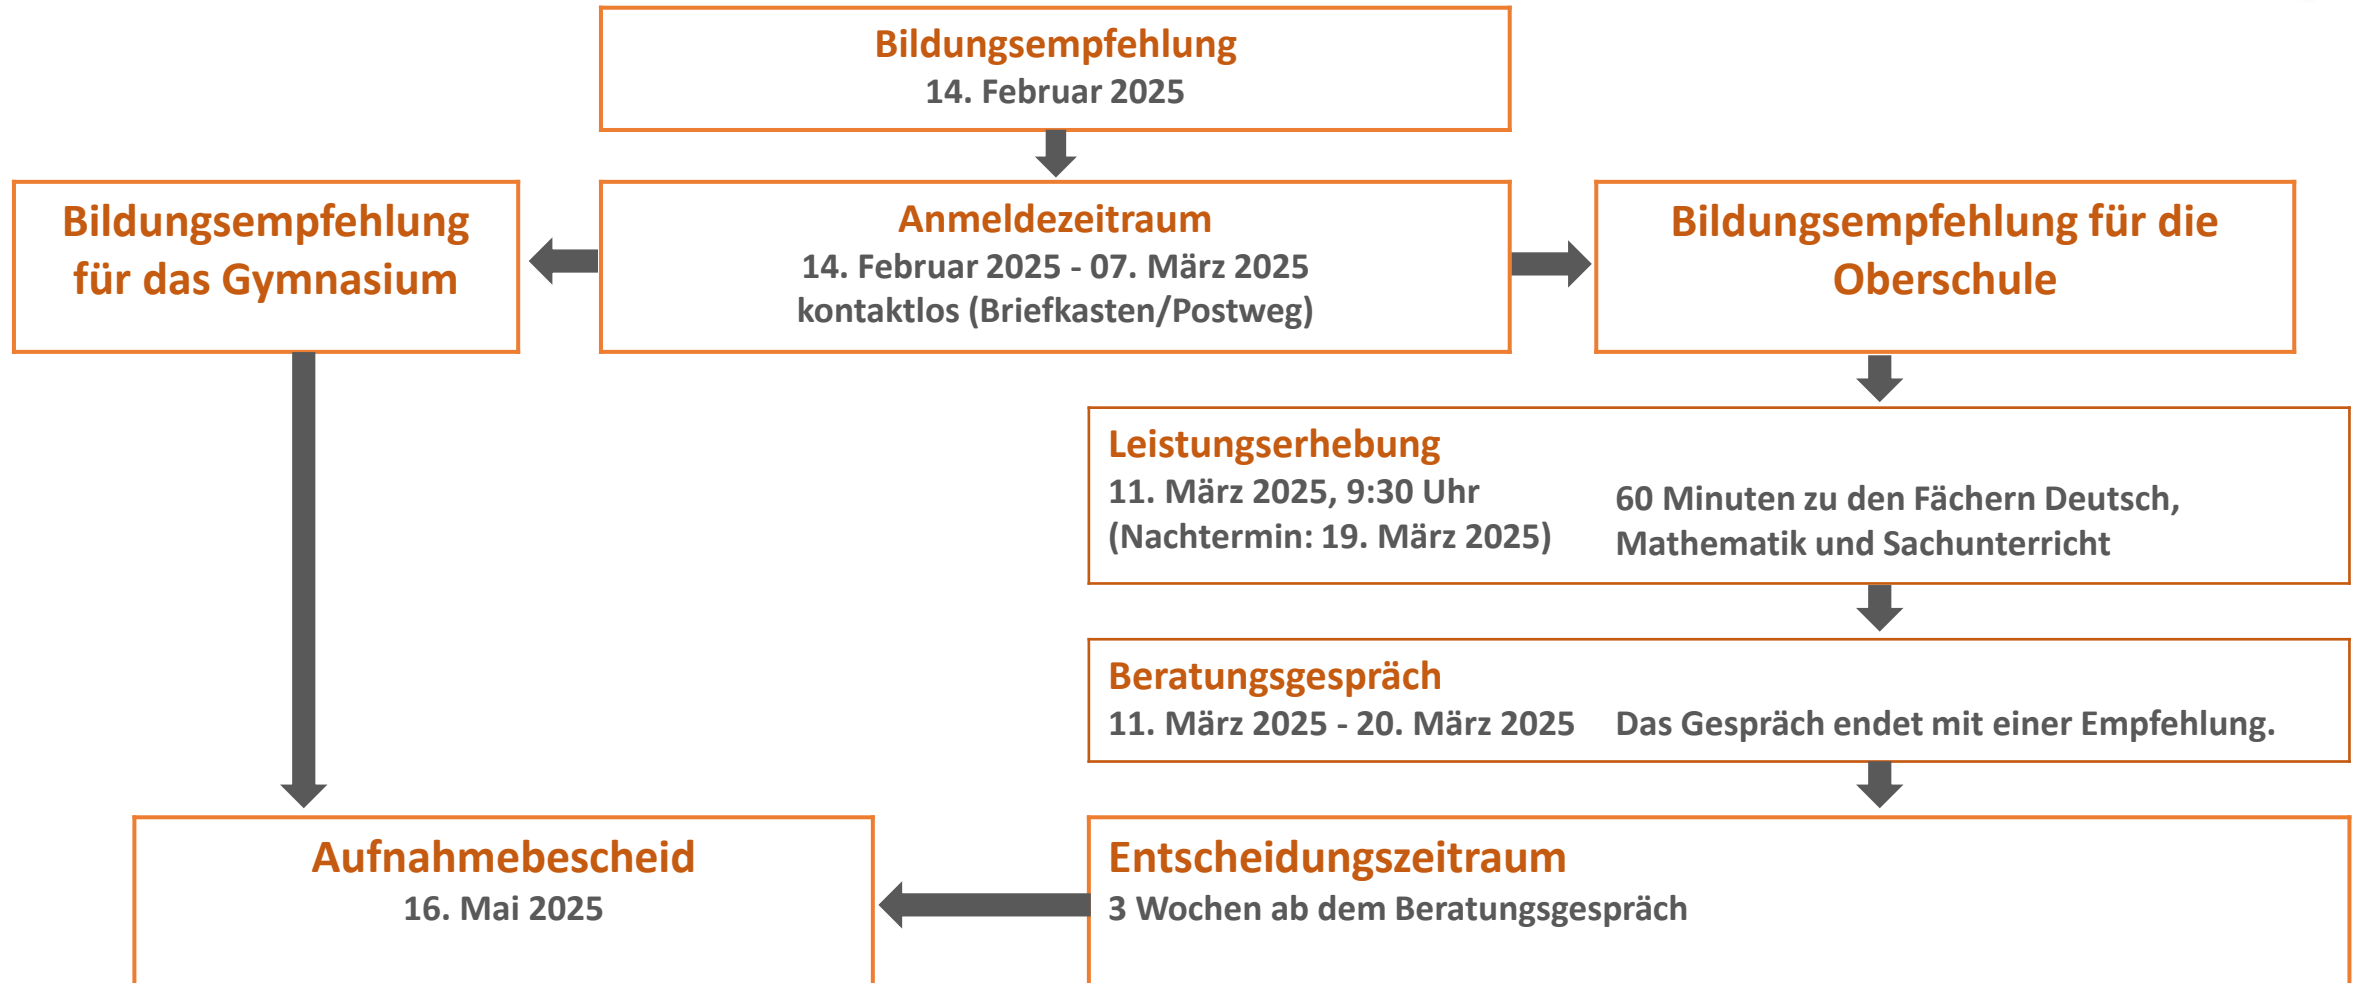 Bildungsempfehlung
14. Februar 2025
Bildungsempfehlung
für das Gymnasium
Anmeldezeitraum
14. Februar 2025 - 07. März 2025
kontaktlos (Briefkasten/Postweg)
Bildungsempfehlung für die
Oberschule
Leistungserhebung
11. März 2025, 9:30 Uhr
(Nachtermin: 19. März 2025)
60 Minuten zu den Fächern Deutsch,
Mathematik und Sachunterricht
Beratungsgespräch
11. März 2025 - 20. März 2025
Das Gespräch endet mit einer Empfehlung.
Aufnahmebescheid
16. Mai 2025
Entscheidungszeitraum
3 Wochen ab dem Beratungsgespräch